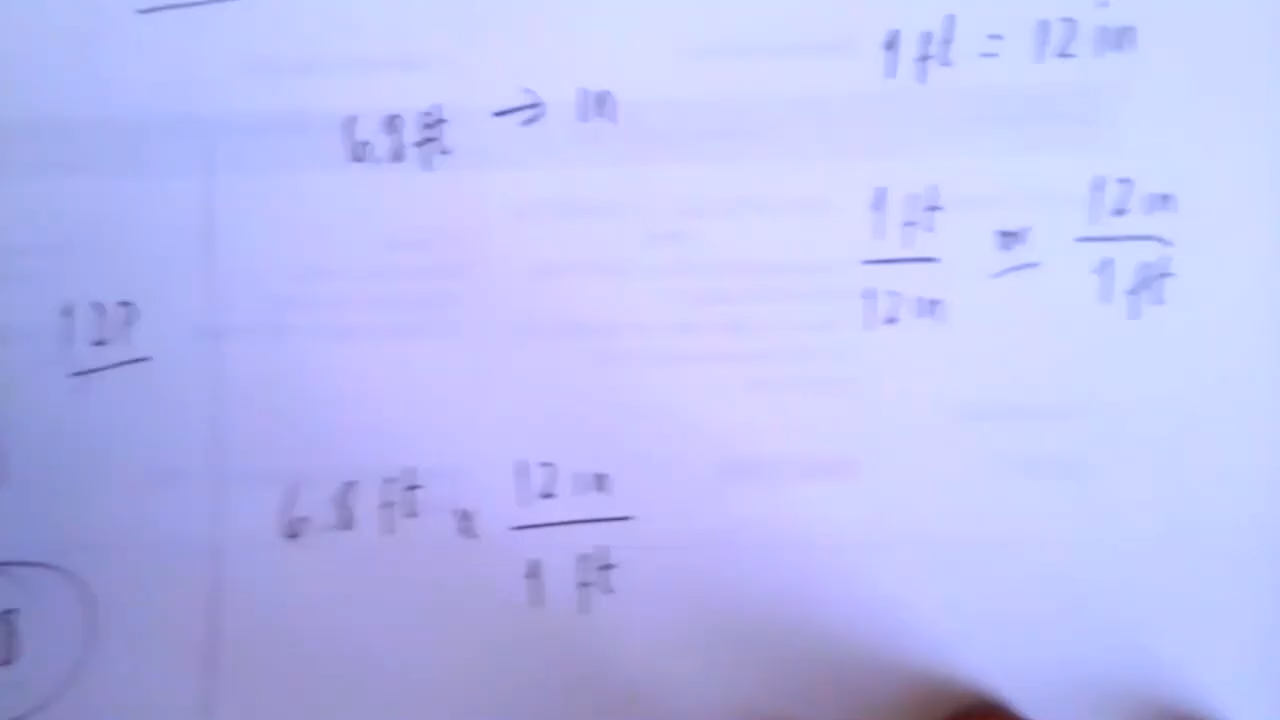 1 ft = 12 in
6.8 ft → in
1 ft / 12 in = 12 in / 1 ft
6.8 ft x 12 in / 1 ft